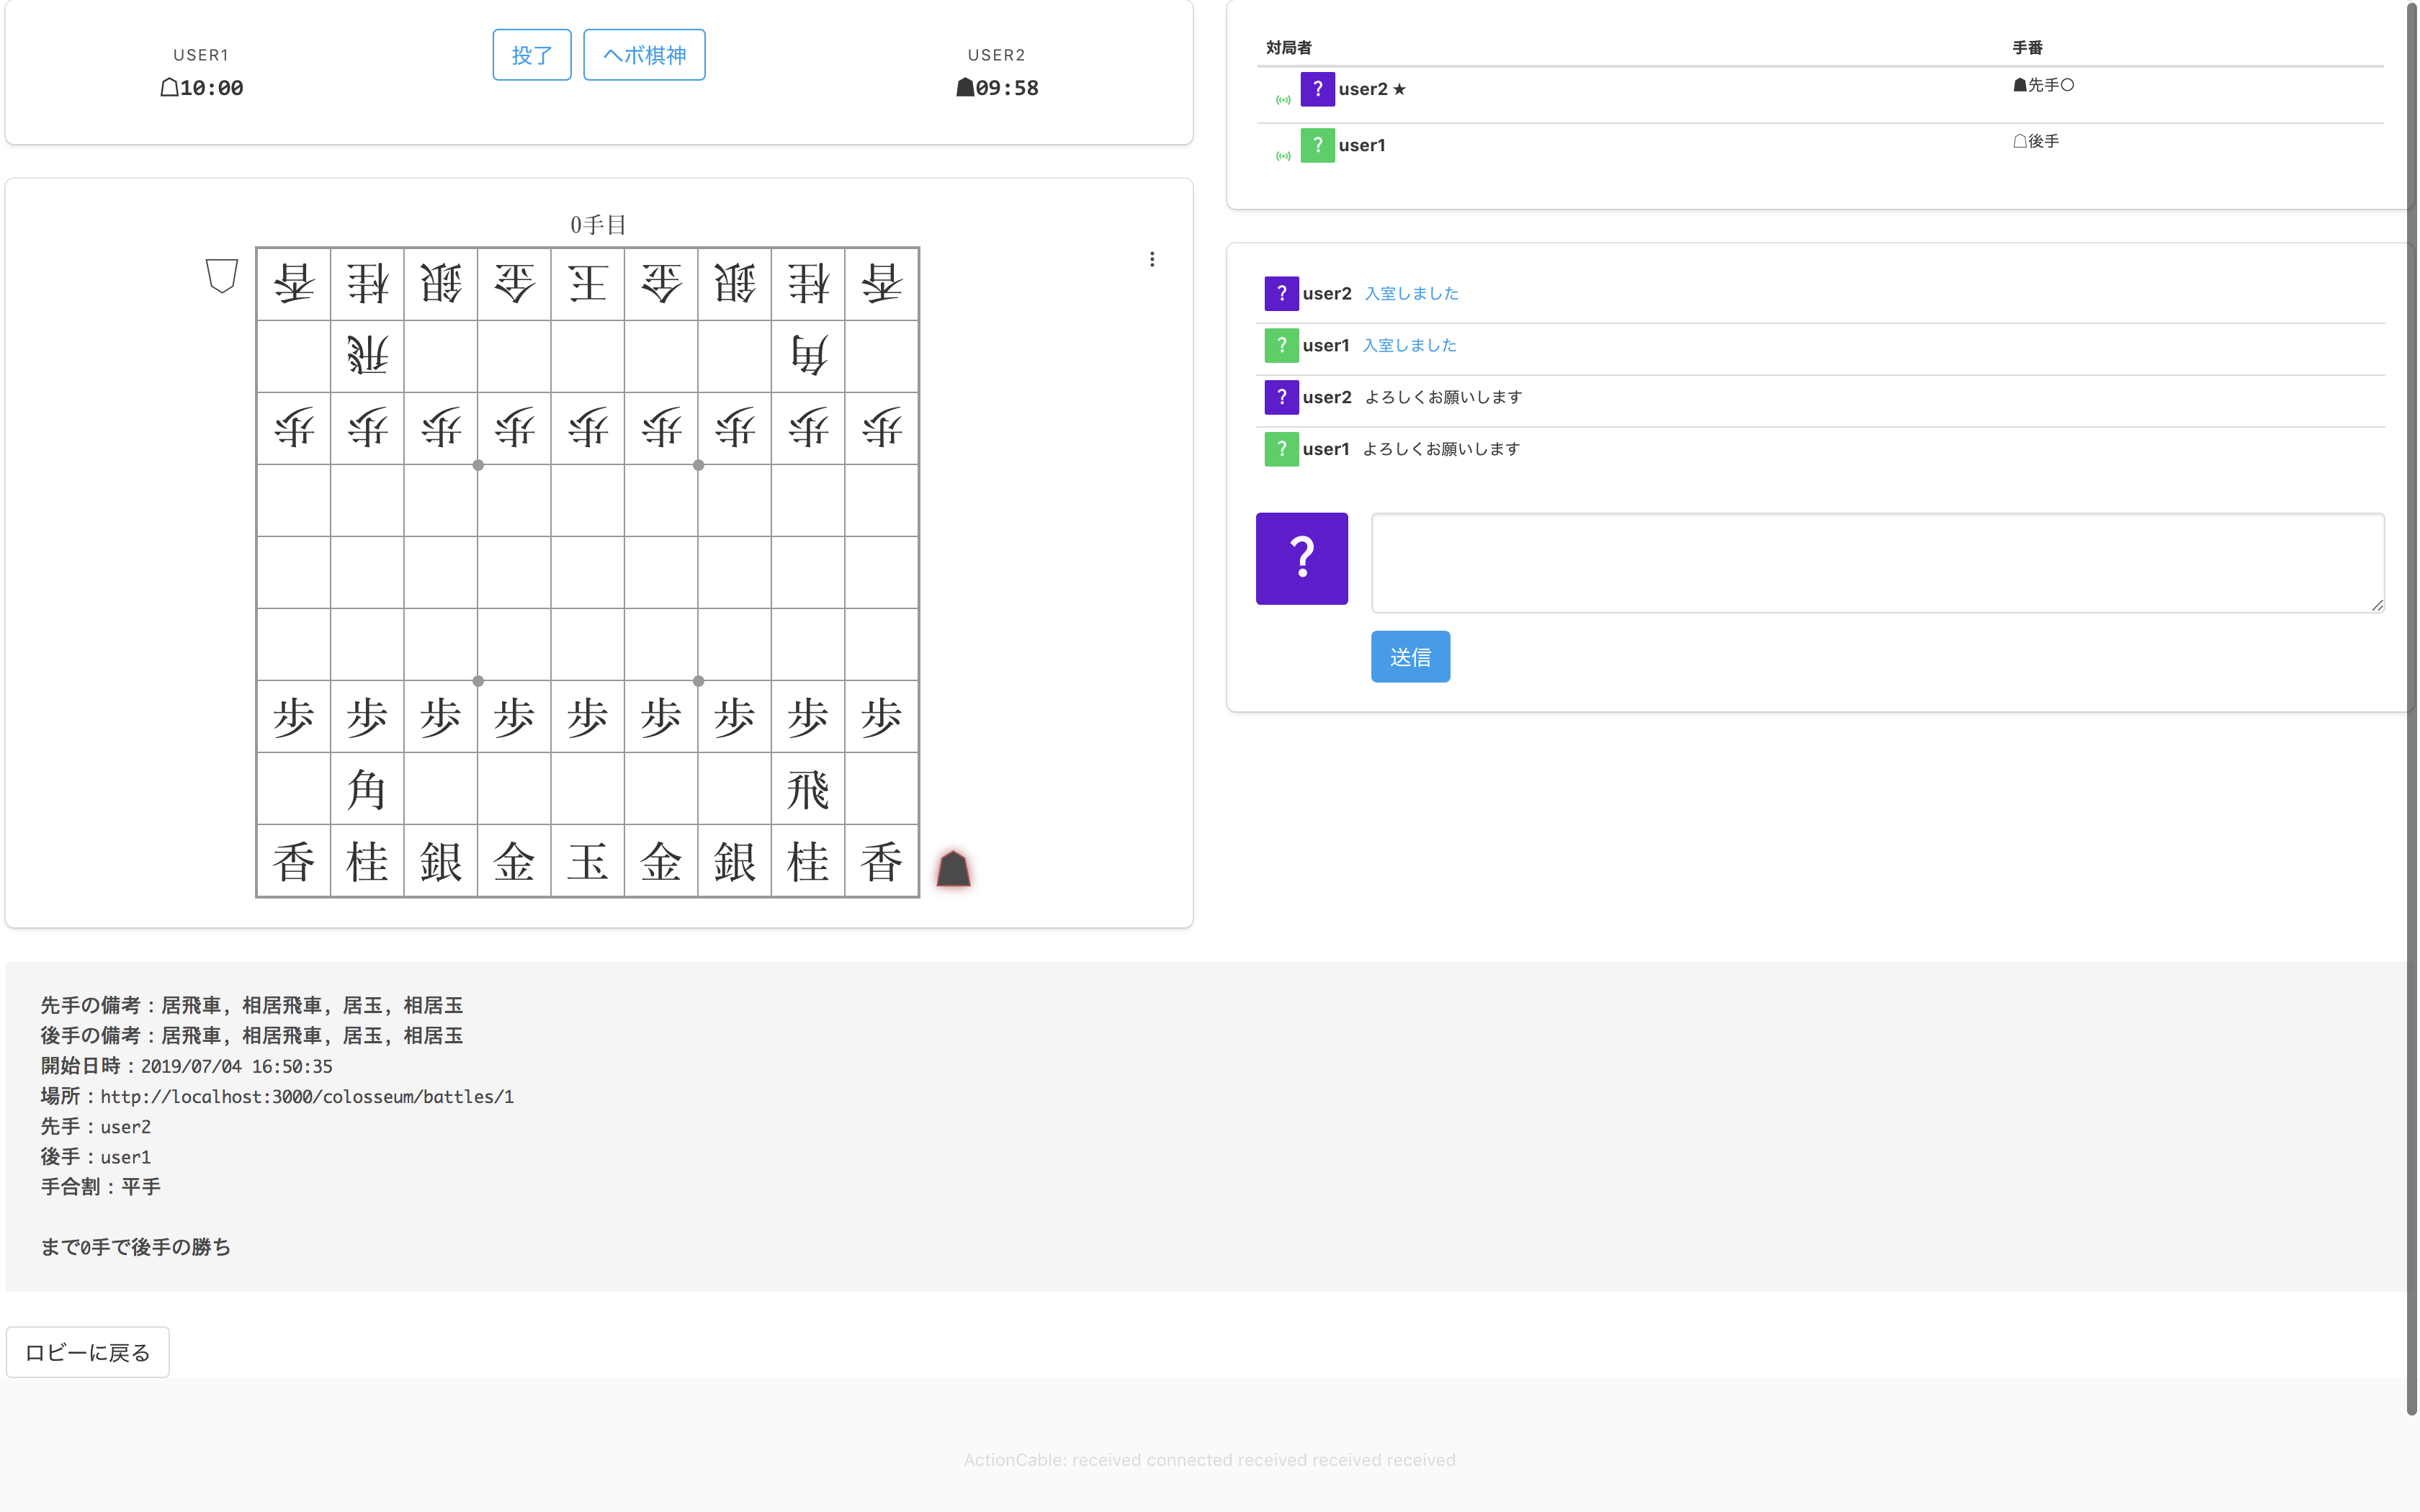 USER1
☖10:00
投了
ヘボ棋神
USER2
☗09:58
0手目
香桂銀金玉金銀桂香
飛角
歩歩歩歩歩歩歩歩歩
歩歩歩歩歩歩歩歩歩
角飛
香桂銀金玉金銀桂香
対局者 手番
? user2 ★ ☗先手○
? user1 ☖後手
? user2 入室しました
? user1 入室しました
? user2 よろしくお願いします
? user1 よろしくお願いします
?
送信
先手の備考：居飛車, 相居飛車, 居玉, 相居玉
後手の備考：居飛車, 相居飛車, 居玉, 相居玉
開始日時：2019/07/04 16:50:35
場所：http://localhost:3000/colosseum/battles/1
先手：user2
後手：user1
手合割：平手
まで0手で後手の勝ち
ロビーに戻る
ActionCable: received connected received received received